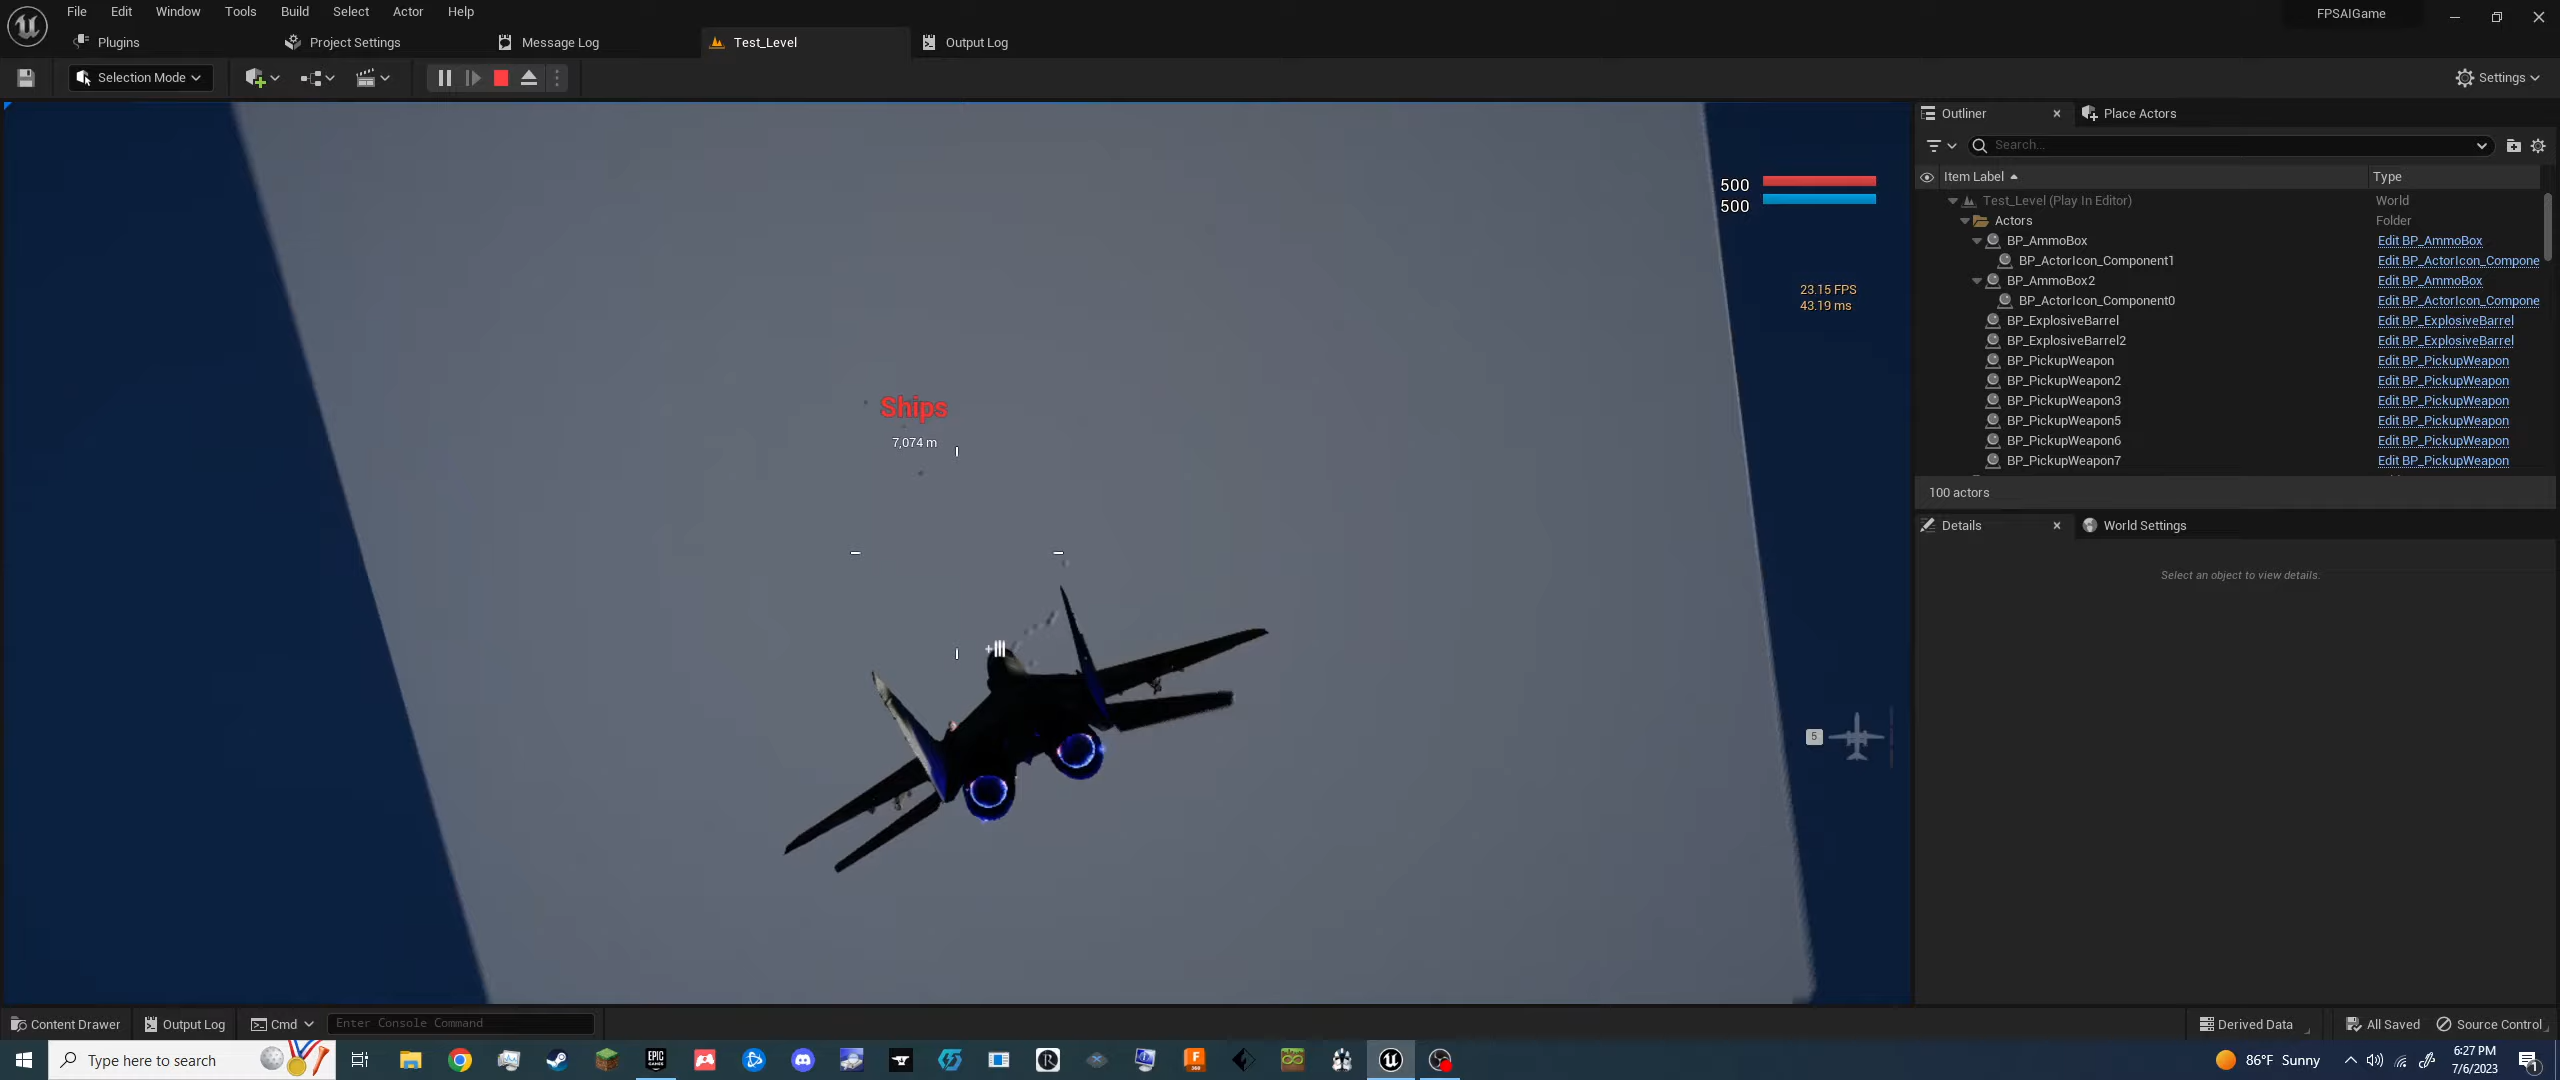 File Edit Window Tools Build Select Actor Help
FPSAIGame
Plugins
Project Settings
Message Log
Test_Level
Output Log
Selection Mode
Settings
Outliner
Place Actors
Search...
Item Label
Type
Test_Level (Play In Editor)
World
Actors
Folder
BP_AmmoBox
Edit BP_AmmoBox
BP_ActorIcon_Component1
Edit BP_ActorIcon_Compone
BP_AmmoBox2
Edit BP_AmmoBox
BP_ActorIcon_Component0
Edit BP_ActorIcon_Compone
BP_ExplosiveBarrel
Edit BP_ExplosiveBarrel
BP_ExplosiveBarrel2
Edit BP_ExplosiveBarrel
BP_PickupWeapon
Edit BP_PickupWeapon
BP_PickupWeapon2
Edit BP_PickupWeapon
BP_PickupWeapon3
Edit BP_PickupWeapon
BP_PickupWeapon5
Edit BP_PickupWeapon
BP_PickupWeapon6
Edit BP_PickupWeapon
BP_PickupWeapon7
Edit BP_PickupWeapon
100 actors
Details
World Settings
Select an object to view details.
500
500
23.15 FPS
43.19 ms
Ships
7,074 m
5
Content Drawer
Output Log
Cmd
Enter Console Command
Derived Data
All Saved
Source Control
Type here to search
EPIC
GAMES
F
360
86°F Sunny
6:27 PM
7/6/2023
1